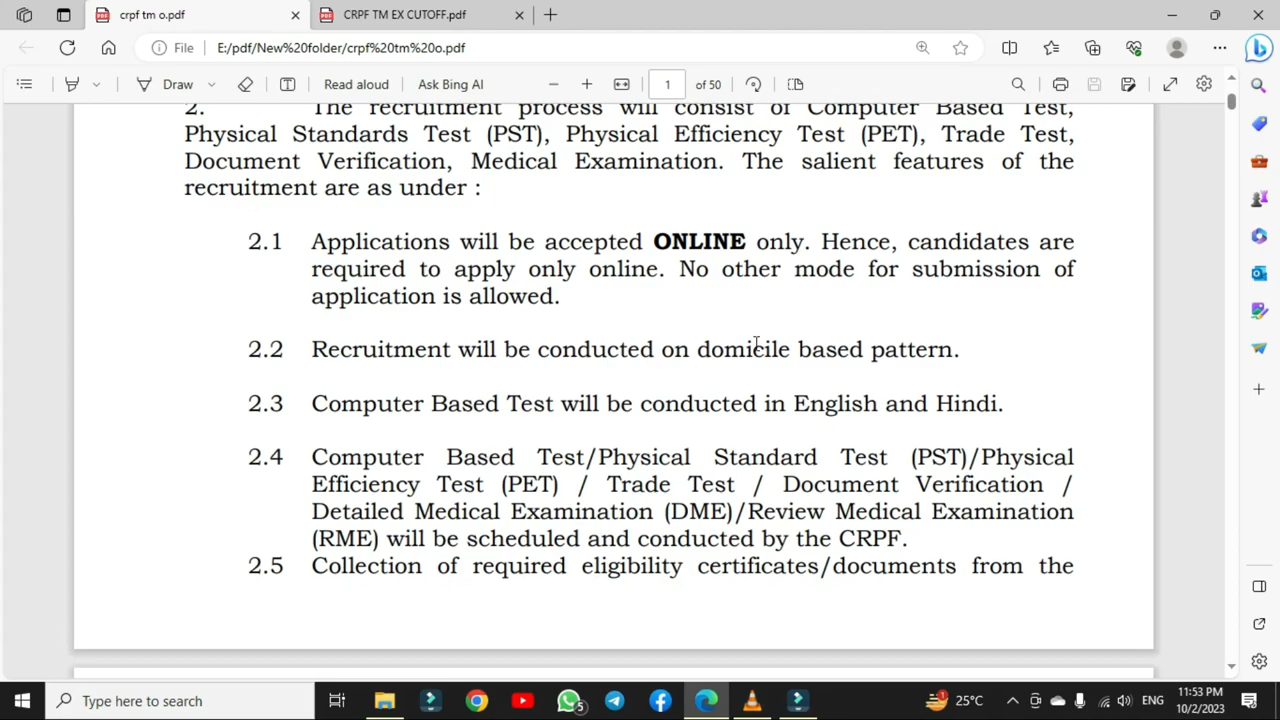 crpf tm o.pdf
CRPF TM EX CUTOFF.pdf
File
E:/pdf/New%20folder/crpf%20tm%20o.pdf
Draw
Read aloud
Ask Bing AI
1
of 50
2. The recruitment process will consist of Computer Based Test,
Physical Standards Test (PST), Physical Efficiency Test (PET), Trade Test,
Document Verification, Medical Examination. The salient features of the
recruitment are as under :
2.1 Applications will be accepted ONLINE only. Hence, candidates are
required to apply only online. No other mode for submission of
application is allowed.
2.2 Recruitment will be conducted on domicile based pattern.
2.3 Computer Based Test will be conducted in English and Hindi.
2.4 Computer Based Test/Physical Standard Test (PST)/Physical
Efficiency Test (PET) / Trade Test / Document Verification /
Detailed Medical Examination (DME)/Review Medical Examination
(RME) will be scheduled and conducted by the CRPF.
2.5 Collection of required eligibility certificates/documents from the
Type here to search
5
1
25°C
ENG
11:53 PM
10/2/2023